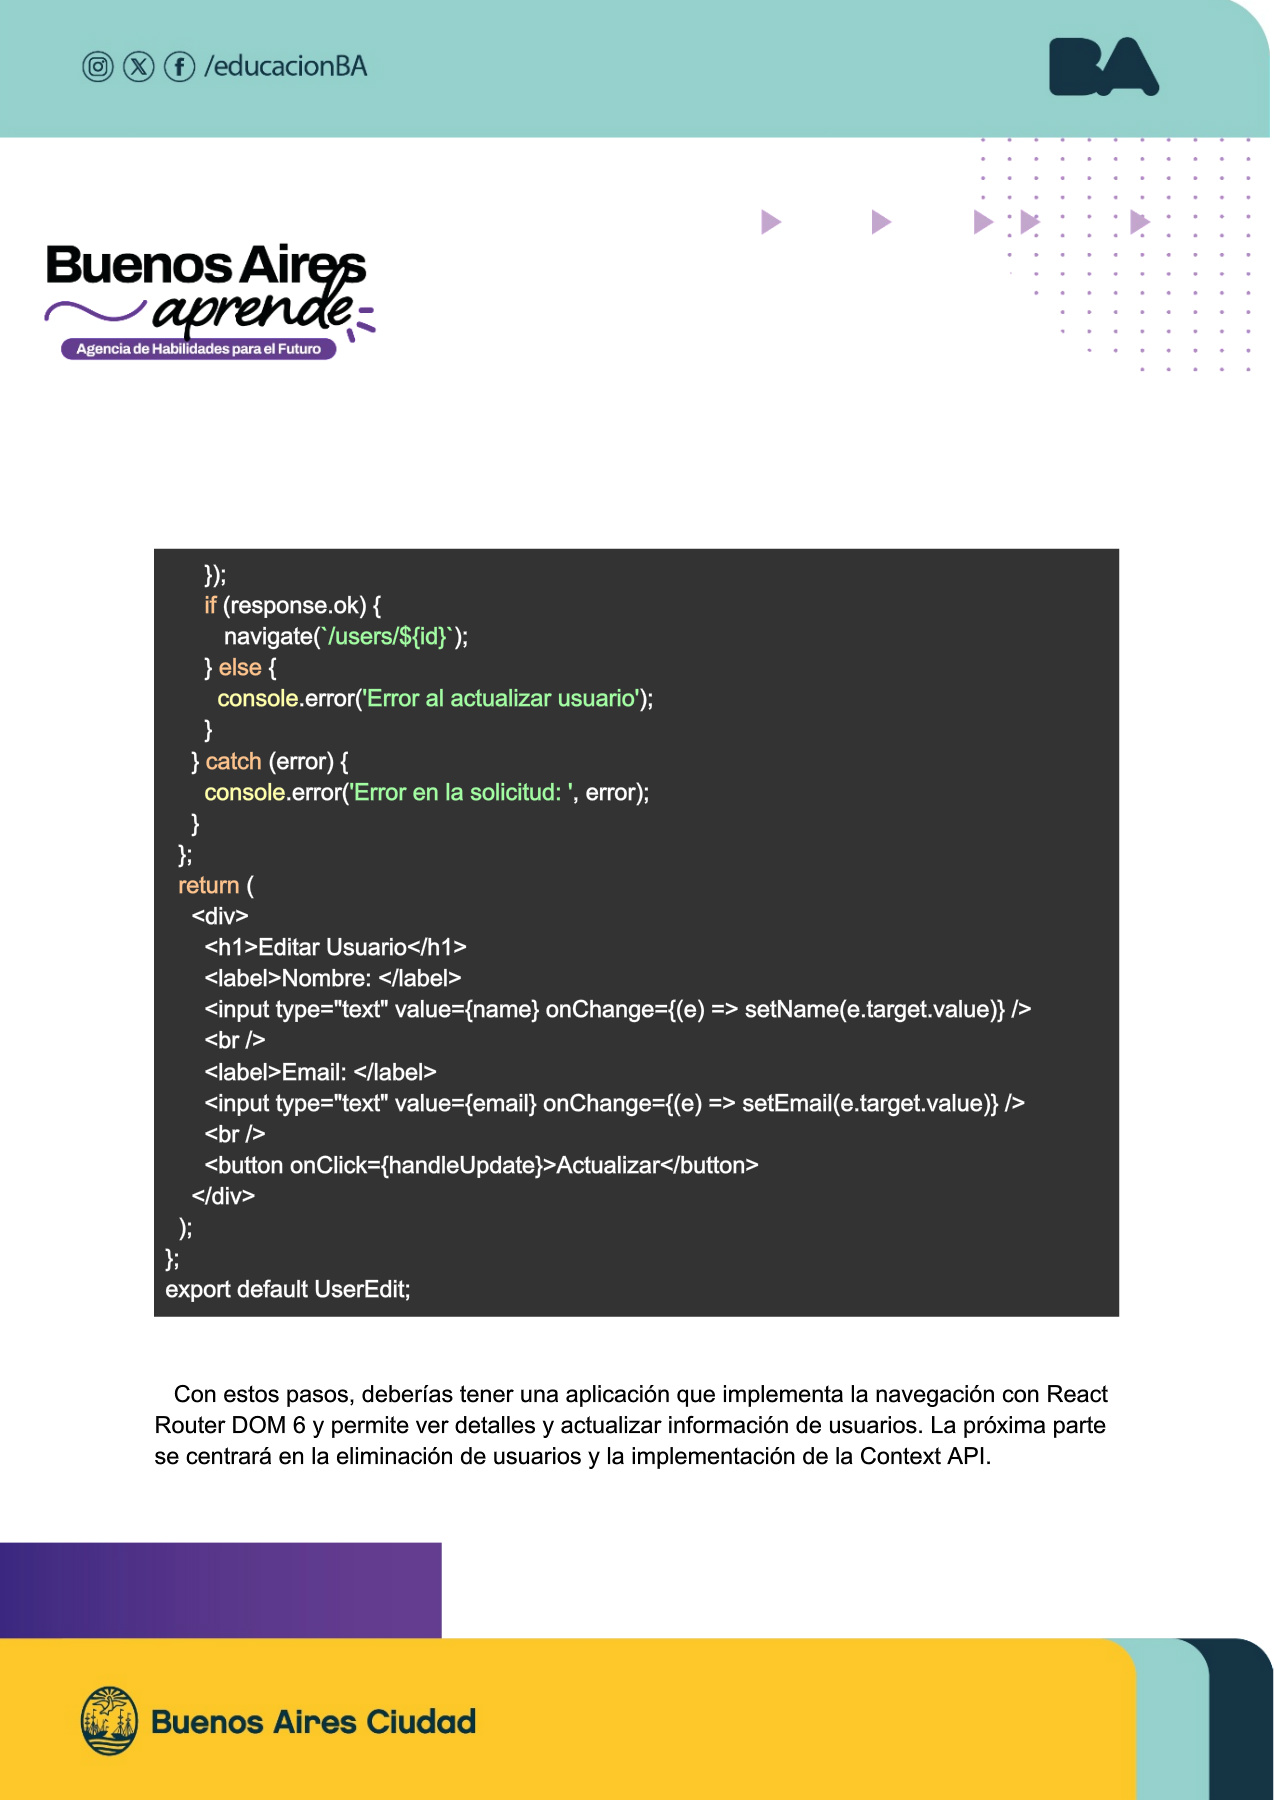 /educacionBA
BA
Buenos Aires
aprende
Agencia de Habilidades para el Futuro
});
if (response.ok) {
navigate(`/users/${id}`);
} else {
console.error('Error al actualizar usuario');
}
} catch (error) {
console.error('Error en la solicitud: ', error);
}
};
return (
<div>
<h1>Editar Usuario</h1>
<label>Nombre: </label>
<input type="text" value={name} onChange={(e) => setName(e.target.value)} />
<br />
<label>Email: </label>
<input type="text" value={email} onChange={(e) => setEmail(e.target.value)} />
<br />
<button onClick={handleUpdate}>Actualizar</button>
</div>
);
};
export default UserEdit;
Con estos pasos, deberías tener una aplicación que implementa la navegación con React
Router DOM 6 y permite ver detalles y actualizar información de usuarios. La próxima parte
se centrará en la eliminación de usuarios y la implementación de la Context API.
Buenos Aires Ciudad